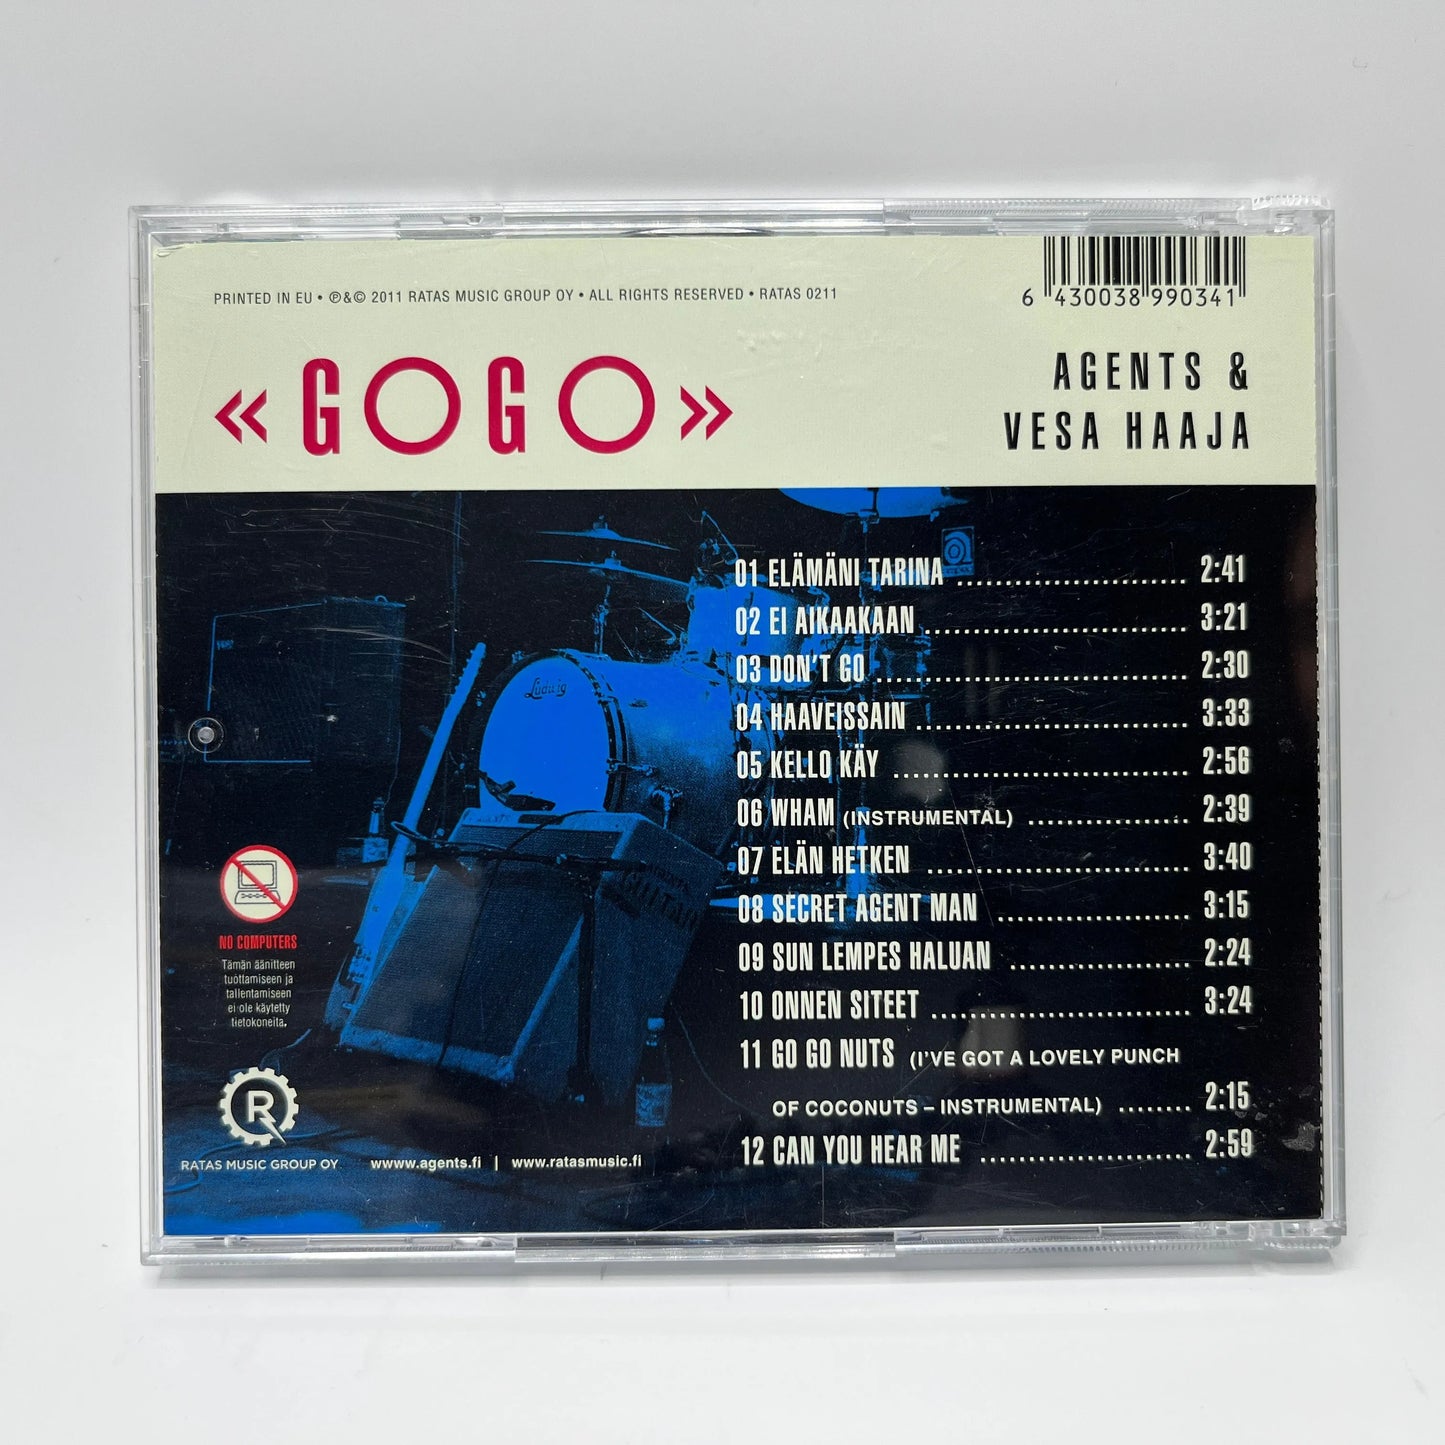 PRINTED IN EU • ℗&© 2011 RATAS MUSIC GROUP OY • ALL RIGHTS RESERVED • RATAS 0211
6 430038 990341
«GOGO»
AGENTS &
VESA HAAJA
01 ELÄMÄNI TARINA ........................ 2:41
02 EI AIKAAKAAN ........................... 3:21
03 DON'T GO ................................ 2:30
04 HAAVEISSAIN ............................ 3:33
05 KELLO KÄY .............................. 2:56
06 WHAM (INSTRUMENTAL) ................. 2:39
07 ELÄN HETKEN ........................... 3:40
08 SECRET AGENT MAN .................... 3:15
09 SUN LEMPES HALUAN ................... 2:24
10 ONNEN SITEET ........................... 3:24
11 GO GO NUTS (I'VE GOT A LOVELY PUNCH
OF COCONUTS – INSTRUMENTAL) ........ 2:15
12 CAN YOU HEAR ME ...................... 2:59
Ludwig
NO COMPUTERS
Tämän äänitteen
tuottamiseen ja
tallentamiseen
ei ole käytetty
tietokoneita.
R
RATAS MUSIC GROUP OY
wwww.agents.fi | www.ratasmusic.fi